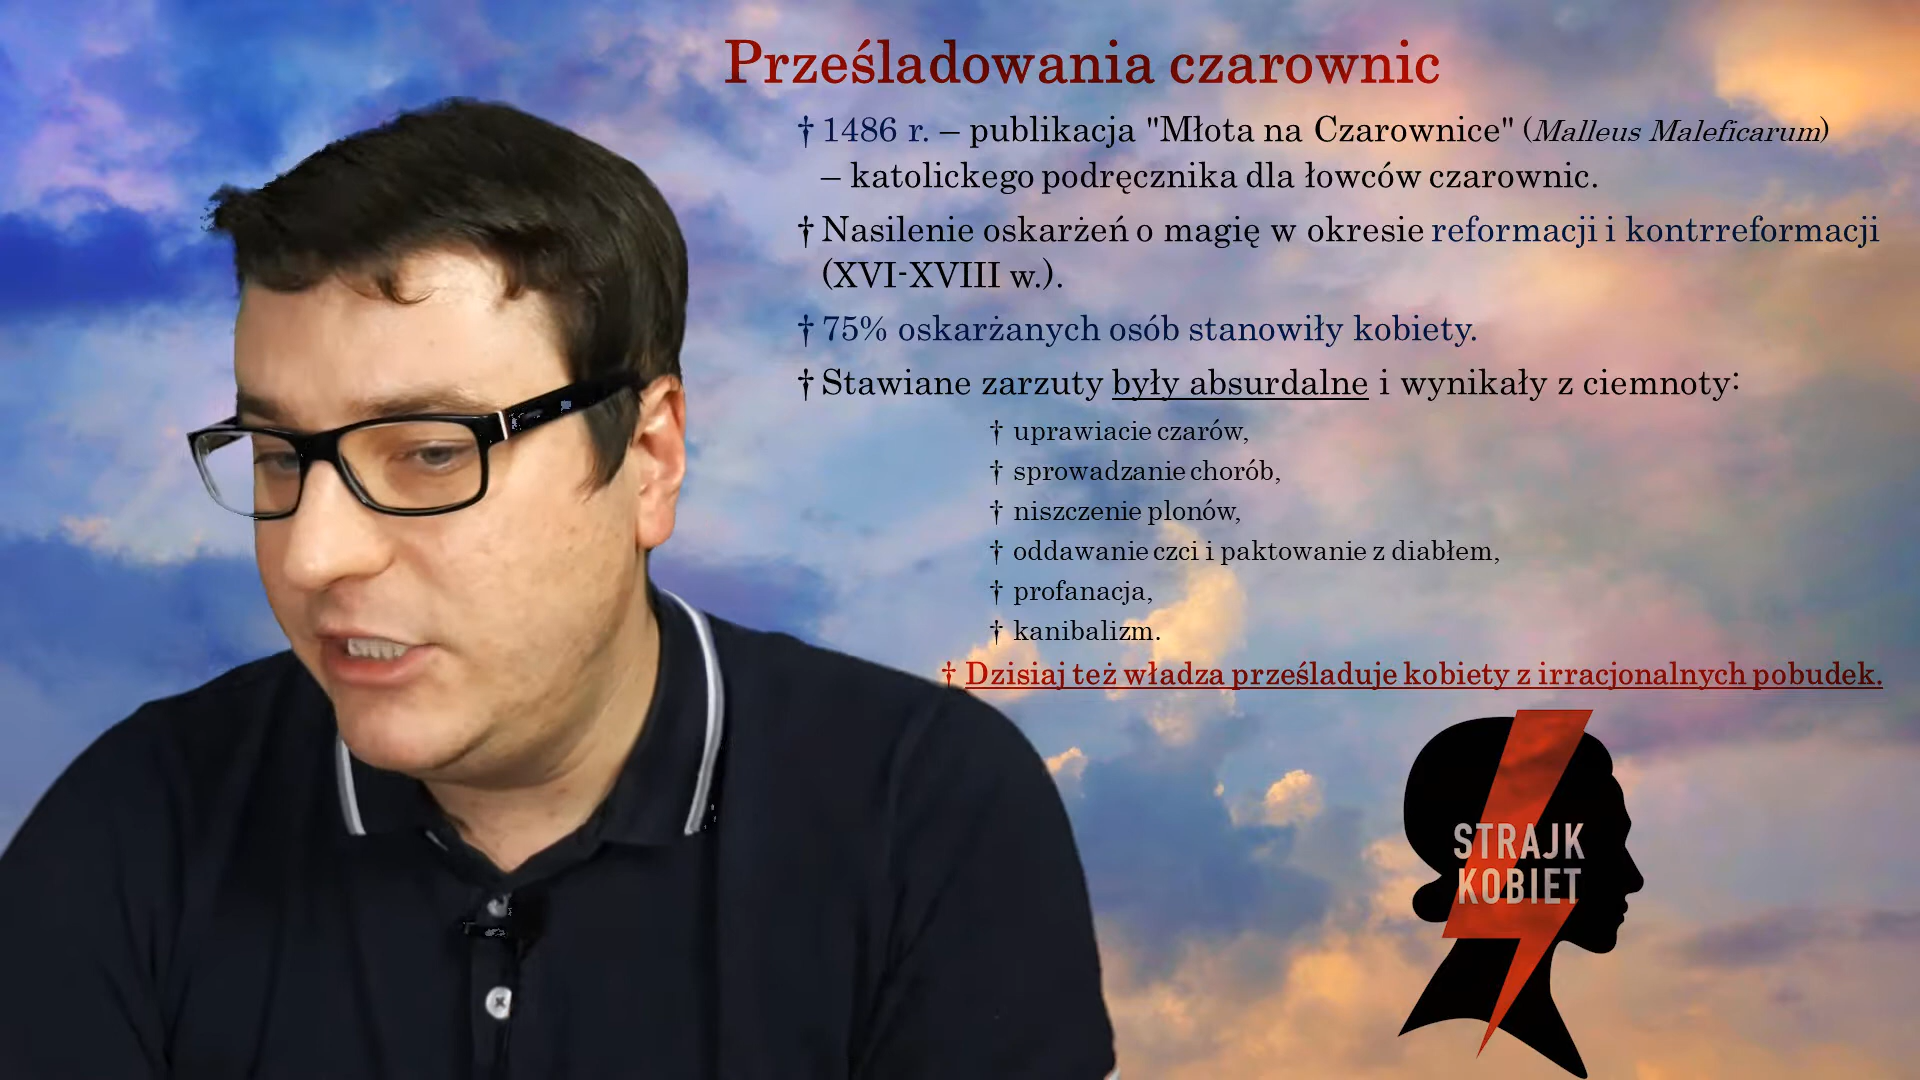 Prześladowania czarownic
† 1486 r. – publikacja "Młota na Czarownice" (Malleus Maleficarum)
– katolickego podręcznika dla łowców czarownic.
† Nasilenie oskarżeń o magię w okresie reformacji i kontrreformacji
(XVI-XVIII w.).
† 75% oskarżanych osób stanowiły kobiety.
† Stawiane zarzuty były absurdalne i wynikały z ciemnoty:
† uprawiacie czarów,
† sprowadzanie chorób,
† niszczenie plonów,
† oddawanie czci i paktowanie z diabłem,
† profanacja,
† kanibalizm.
† Dzisiaj też władza prześladuje kobiety z irracjonalnych pobudek.
STRAJK
KOBIET